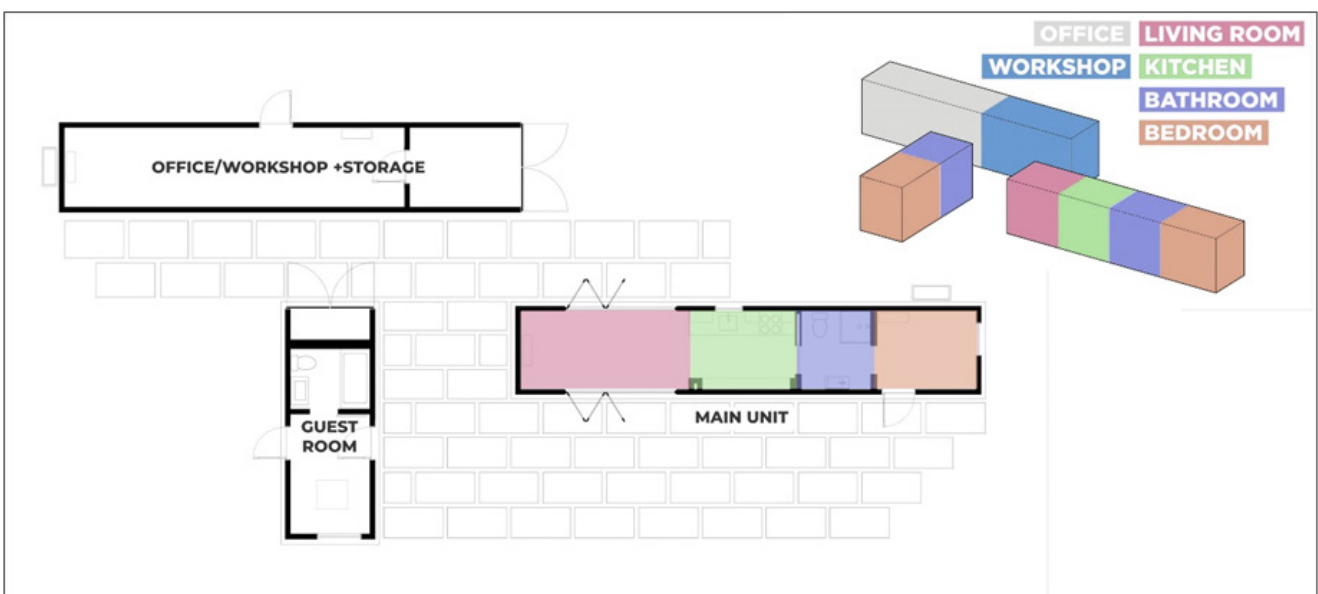 OFFICE LIVING ROOM
WORKSHOP KITCHEN
BATHROOM
BEDROOM
OFFICE/WORKSHOP +STORAGE
GUEST
ROOM
MAIN UNIT